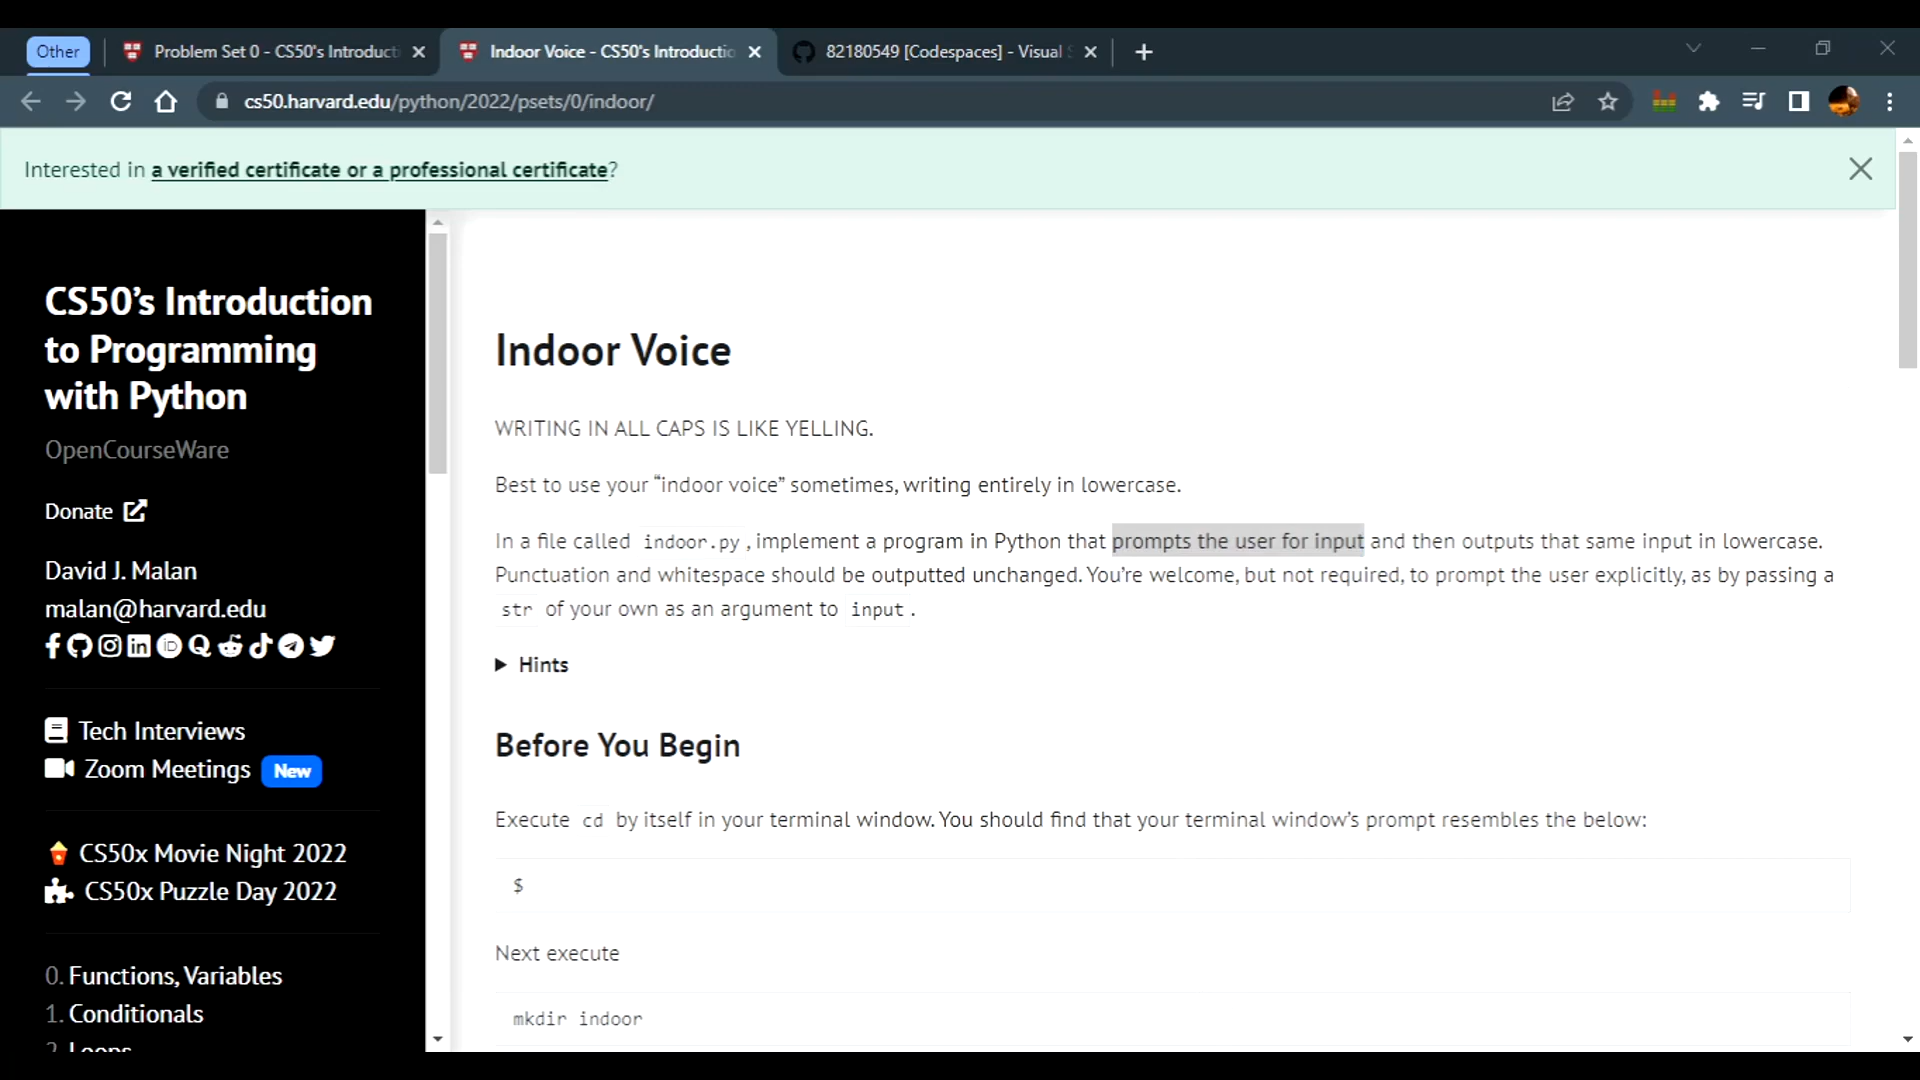 Other
Problem Set 0 - CS50's Introducti
Indoor Voice - CS50's Introductio
82180549 [Codespaces] - Visual S
cs50.harvard.edu/python/2022/psets/0/indoor/
Interested in a verified certificate or a professional certificate?
CS50’s Introduction
to Programming
with Python
OpenCourseWare
Donate
David J. Malan
malan@harvard.edu
Tech Interviews
Zoom Meetings New
CS50x Movie Night 2022
CS50x Puzzle Day 2022
0. Functions, Variables
1. Conditionals
2. Loops
Indoor Voice
WRITING IN ALL CAPS IS LIKE YELLING.
Best to use your “indoor voice” sometimes, writing entirely in lowercase.
In a file called indoor.py, implement a program in Python that prompts the user for input and then outputs that same input in lowercase.
Punctuation and whitespace should be outputted unchanged. You’re welcome, but not required, to prompt the user explicitly, as by passing a
str of your own as an argument to input.
Hints
Before You Begin
Execute cd by itself in your terminal window. You should find that your terminal window’s prompt resembles the below:
$
Next execute
mkdir indoor